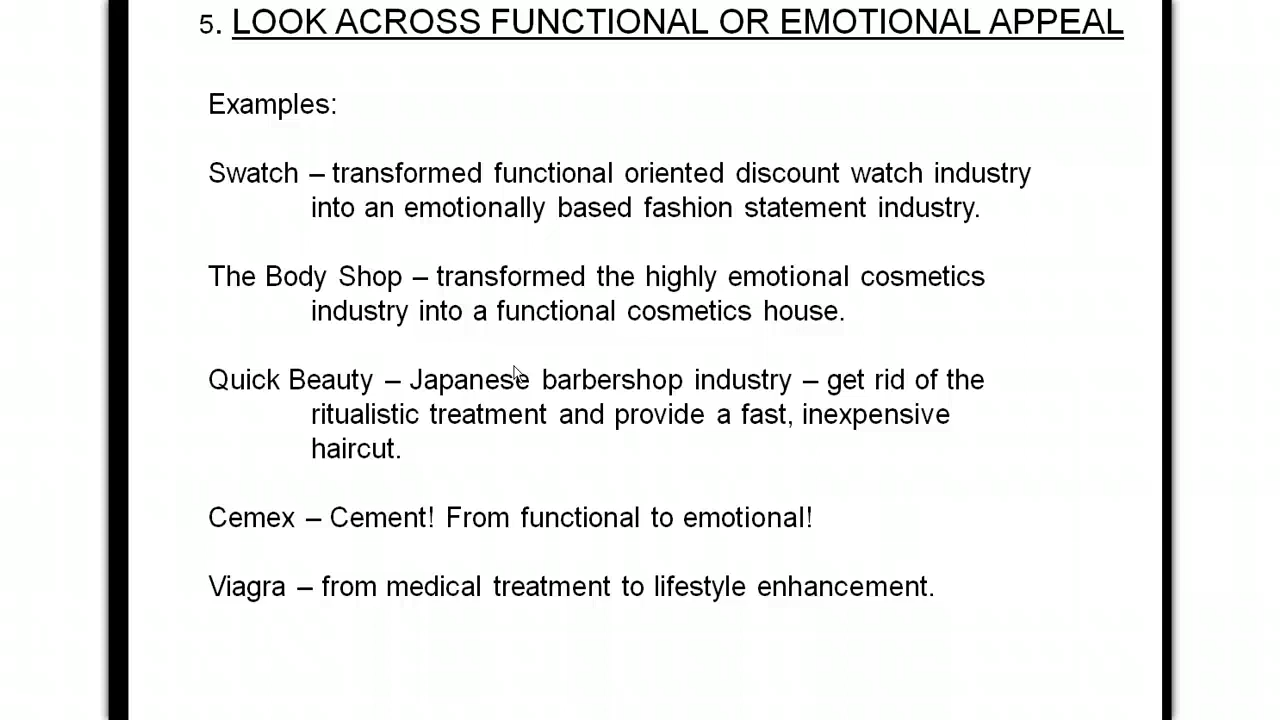 5. LOOK ACROSS FUNCTIONAL OR EMOTIONAL APPEAL
Examples:
Swatch – transformed functional oriented discount watch industry
into an emotionally based fashion statement industry.
The Body Shop – transformed the highly emotional cosmetics
industry into a functional cosmetics house.
Quick Beauty – Japanese barbershop industry – get rid of the
ritualistic treatment and provide a fast, inexpensive
haircut.
Cemex – Cement! From functional to emotional!
Viagra – from medical treatment to lifestyle enhancement.